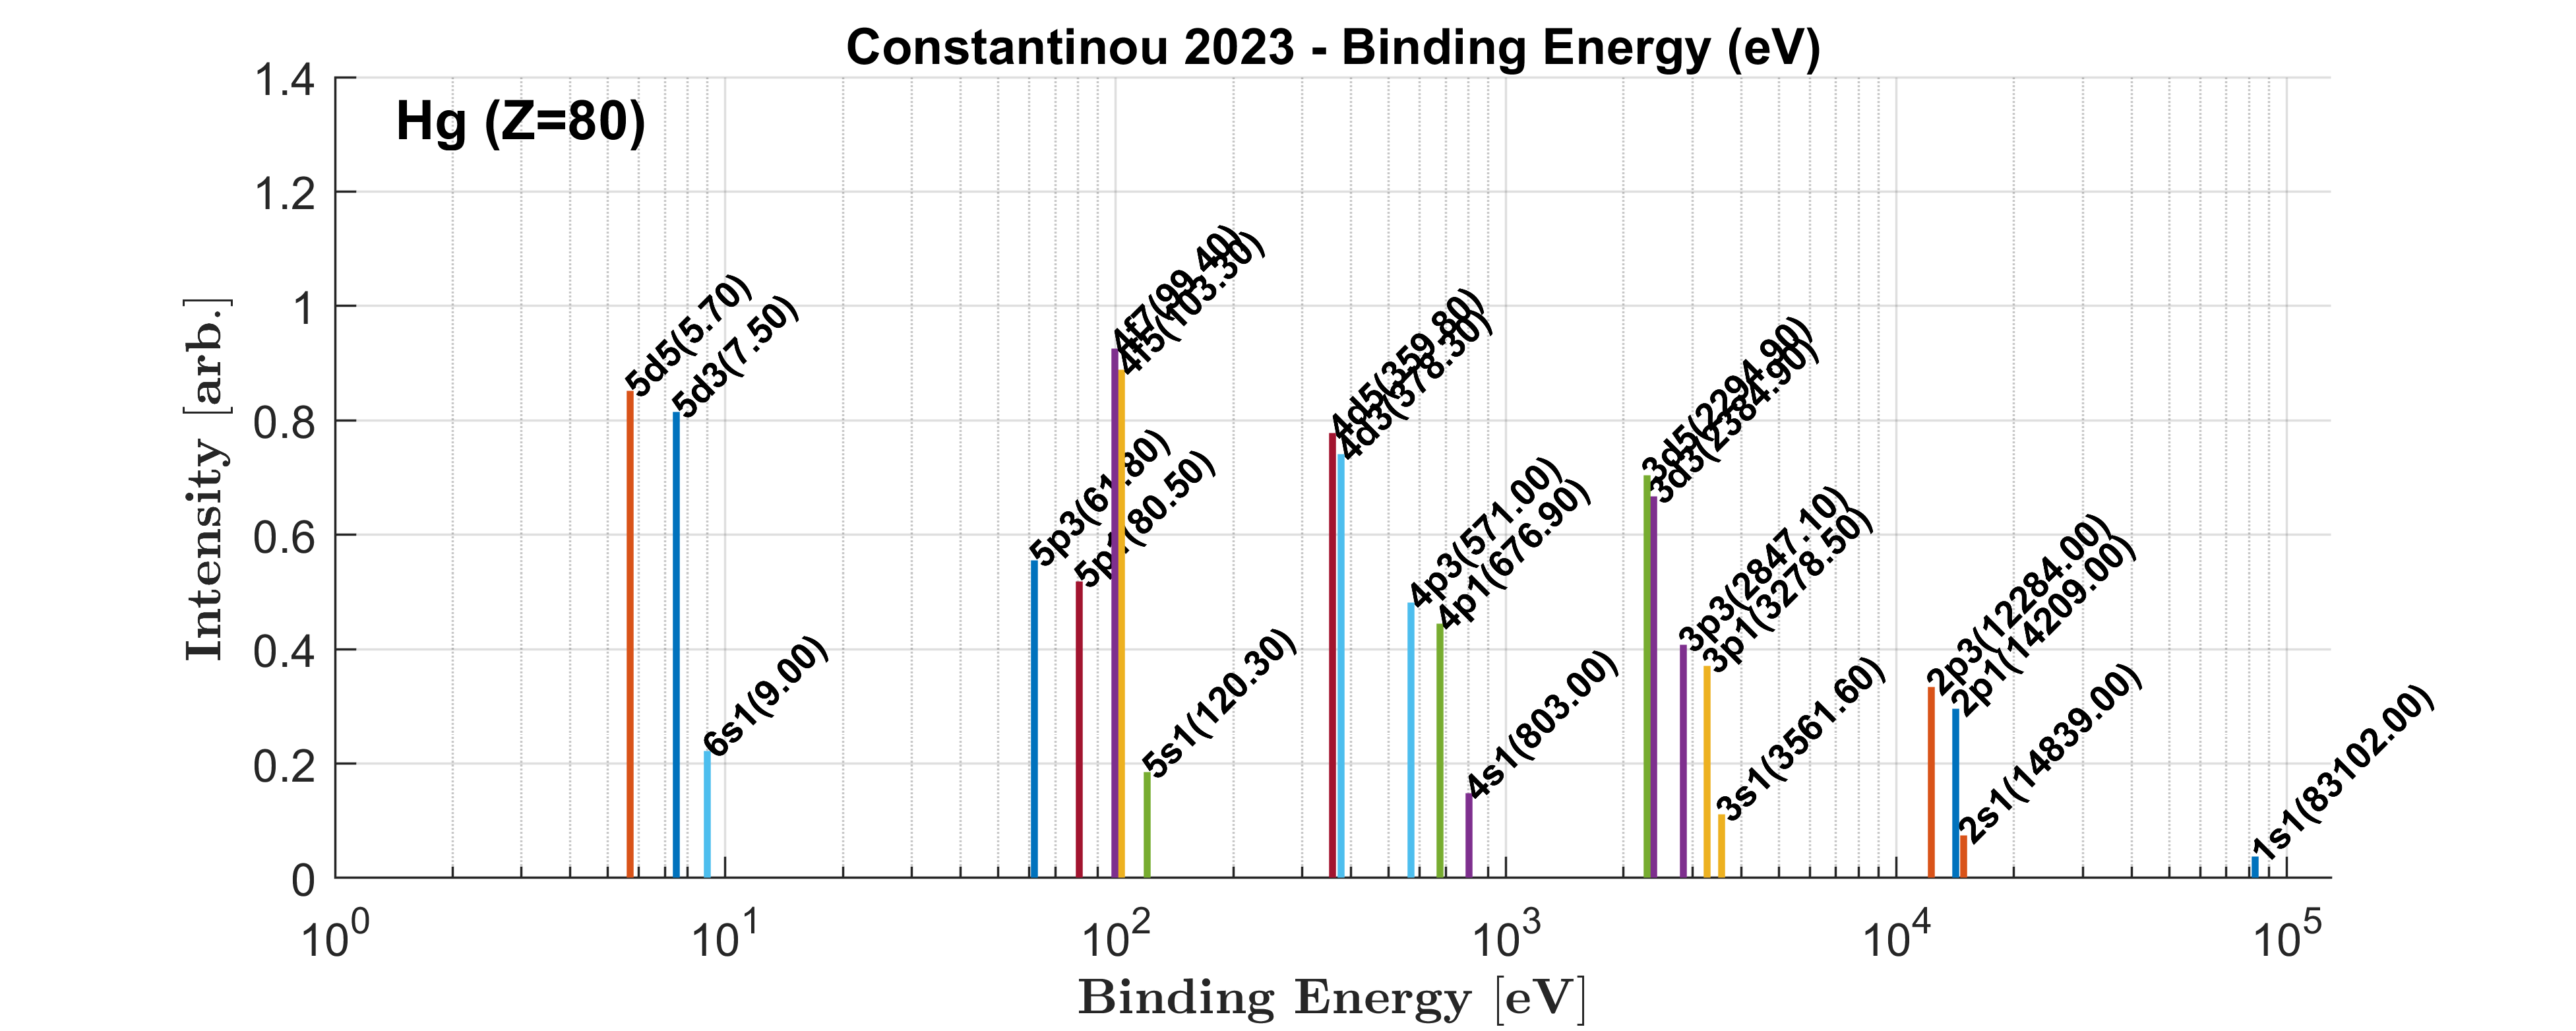 Constantinou 2023 - Binding Energy (eV)
Hg (Z=80)
Intensity [arb.]
1.4
1.2
1
0.8
0.6
0.4
0.2
0
5d5(5.70)
5d3(7.50)
6s1(9.00)
5p3(61.80)
5p1(80.50)
4f7(99.40)
4f5(103.30)
5s1(120.30)
4d5(359.80)
4d3(378.30)
4p3(571.00)
4p1(676.90)
4s1(803.00)
3d5(2294.90)
3d3(2384.90)
3p3(2847.10)
3p1(3278.50)
3s1(3561.60)
2p3(12284.00)
2p1(14209.00)
2s1(14839.00)
1s1(83102.00)
10^0 10^1 10^2 10^3 10^4 10^5
Binding Energy [eV]